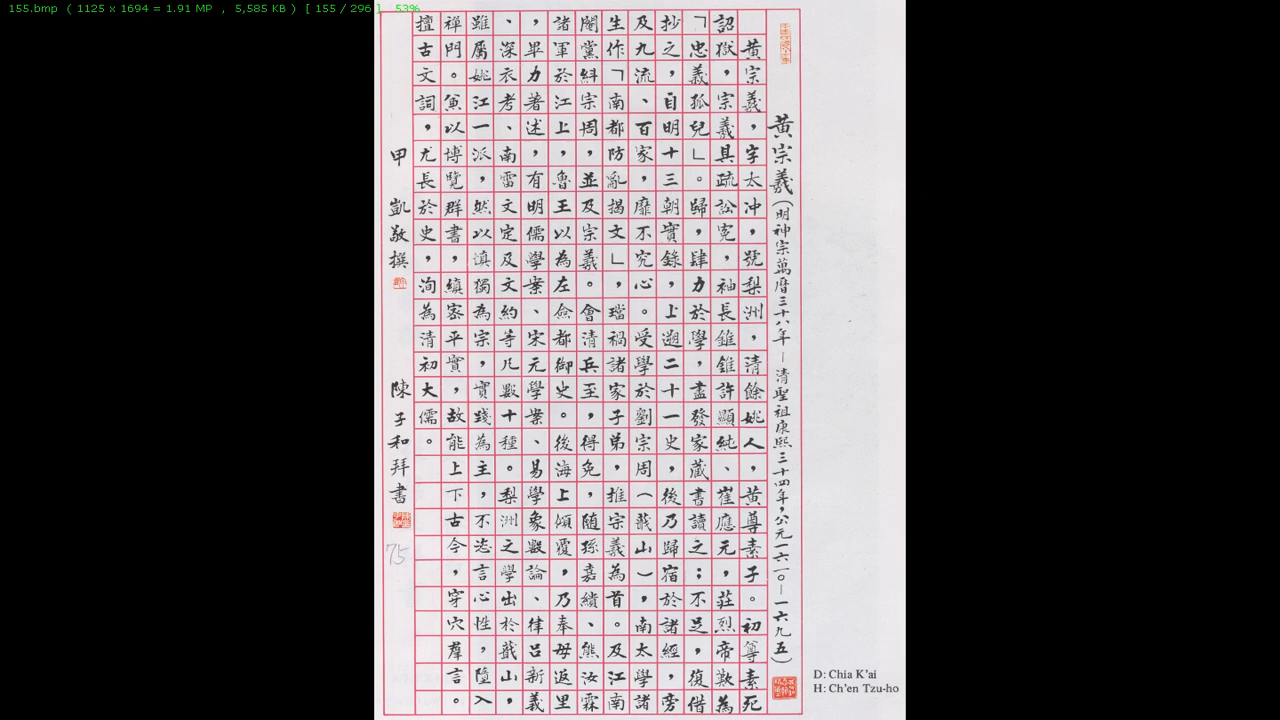 155.bmp ( 1125 x 1694 = 1.91 MP , 5,585 KB ) [ 155 / 296 ] 53%
黄宗羲(明神宗萬曆三十八年－清聖祖康熙三十四年，公元一六一○－一六九五)
黄宗羲，字太沖，號梨洲，清餘姚人，黄尊素子。初尊素死
詔獄，宗羲具疏訟寃，袖長錐錐許顯純、崔應元，莊烈帝歎為
「忠義孤兒」。歸，肆力於學，盡發家藏書讀之；不足，復借
抄之，自明十三朝實錄，上遡二十一史，後乃歸宿於諸經，旁
及九流、百家，靡不究心。受學於劉宗周(蕺山)，南太學諸
生作「南都防亂揭文」，璫禍諸家子弟，推宗羲為首。及江南
閹黨糾宗周，並及宗羲。會清兵至，得免，随孫嘉績、熊汝霖
諸軍於江上，魯王以為左僉都御史。後海上傾覆，乃奉母返里
，畢力著述，有明儒學案、宋元學案、易學象數論、律呂新義
、深衣考、南雷文定及文約等凡數十種。梨洲之學出於蕺山，
雖屬姚江一派，然以慎獨為宗，實踐為主，不恣言心性，墮入
禪門。兼以博覽群書，縝密平實，故能上下古今，穿穴羣言。
擅古文詞，尤長於史，洵為清初大儒。
甲 凱敬撰 陳子和拜書
75
D: Chia K'ai
H: Ch'en Tzu-ho